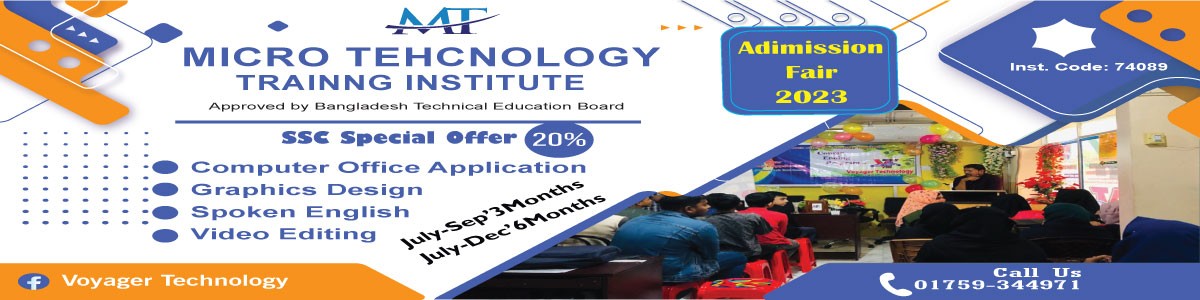 MT
MICRO TEHCNOLOGY
TRAINNG INSTITUTE
Approved by Bangladesh Technical Education Board
SSC Special Offer 20%
Computer Office Application
Graphics Design
Spoken English
Video Editing
July-Sep'3Months
July-Dec'6Months
Adimission
Fair
2023
Inst. Code: 74089
Voyager Technology
Voyager Technology
Call Us
01759-344971